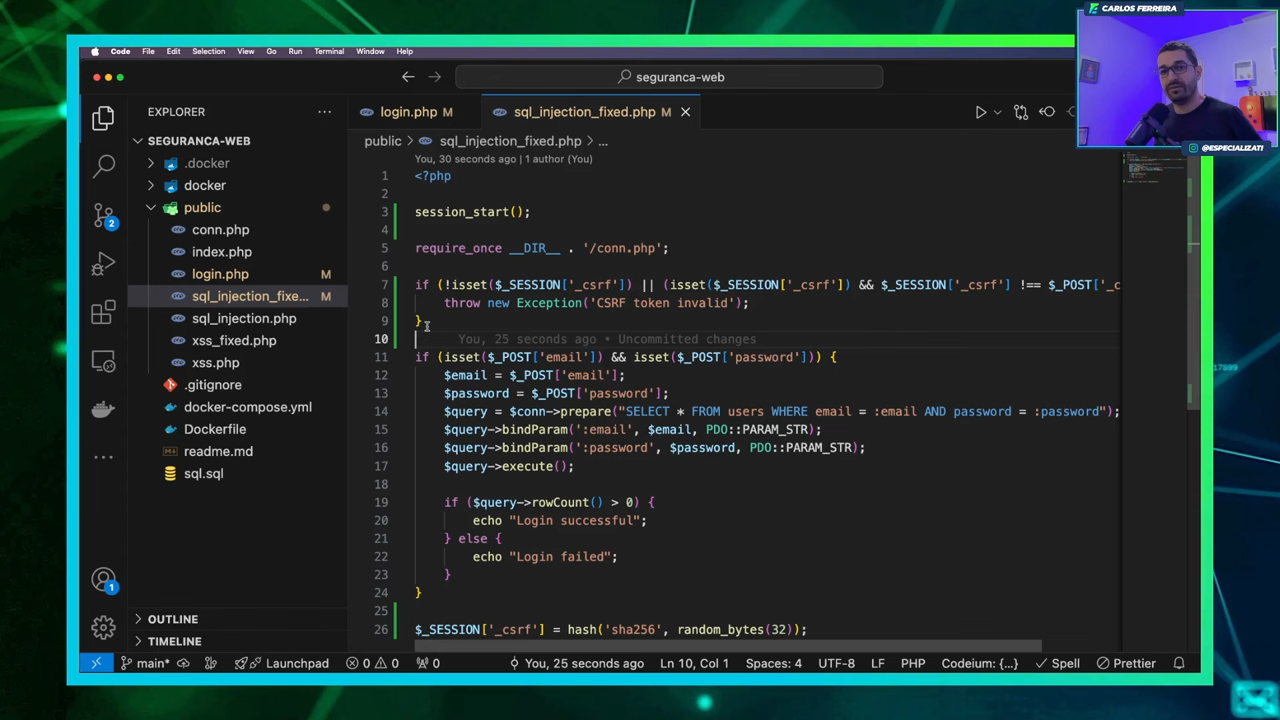 CARLOS FERREIRA
@ESPECIALIZATI
Code File Edit Selection View Go Run Terminal Window Help
seguranca-web
EXPLORER
SEGURANCA-WEB
.docker
docker
public
conn.php
index.php
login.php M
sql_injection_fixe... M
sql_injection.php
xss_fixed.php
xss.php
.gitignore
docker-compose.yml
Dockerfile
readme.md
sql.sql
OUTLINE
TIMELINE
2
1
login.php M sql_injection_fixed.php M
public > sql_injection_fixed.php > ...
You, 30 seconds ago | 1 author (You)
1 <?php
2
3 session_start();
4
5 require_once __DIR__ . '/conn.php';
6
7 if (!isset($_SESSION['_csrf']) || (isset($_SESSION['_csrf']) && $_SESSION['_csrf'] !== $_POST['_c
8 throw new Exception('CSRF token invalid');
9 }
10 You, 25 seconds ago • Uncommitted changes
11 if (isset($_POST['email']) && isset($_POST['password'])) {
12 $email = $_POST['email'];
13 $password = $_POST['password'];
14 $query = $conn->prepare("SELECT * FROM users WHERE email = :email AND password = :password");
15 $query->bindParam(':email', $email, PDO::PARAM_STR);
16 $query->bindParam(':password', $password, PDO::PARAM_STR);
17 $query->execute();
18
19 if ($query->rowCount() > 0) {
20 echo "Login successful";
21 } else {
22 echo "Login failed";
23 }
24 }
25
26 $_SESSION['_csrf'] = hash('sha256', random_bytes(32));
main* Launchpad 0 0 0 You, 25 seconds ago Ln 10, Col 1 Spaces: 4 UTF-8 LF PHP Codeium: {...} Spell Prettier